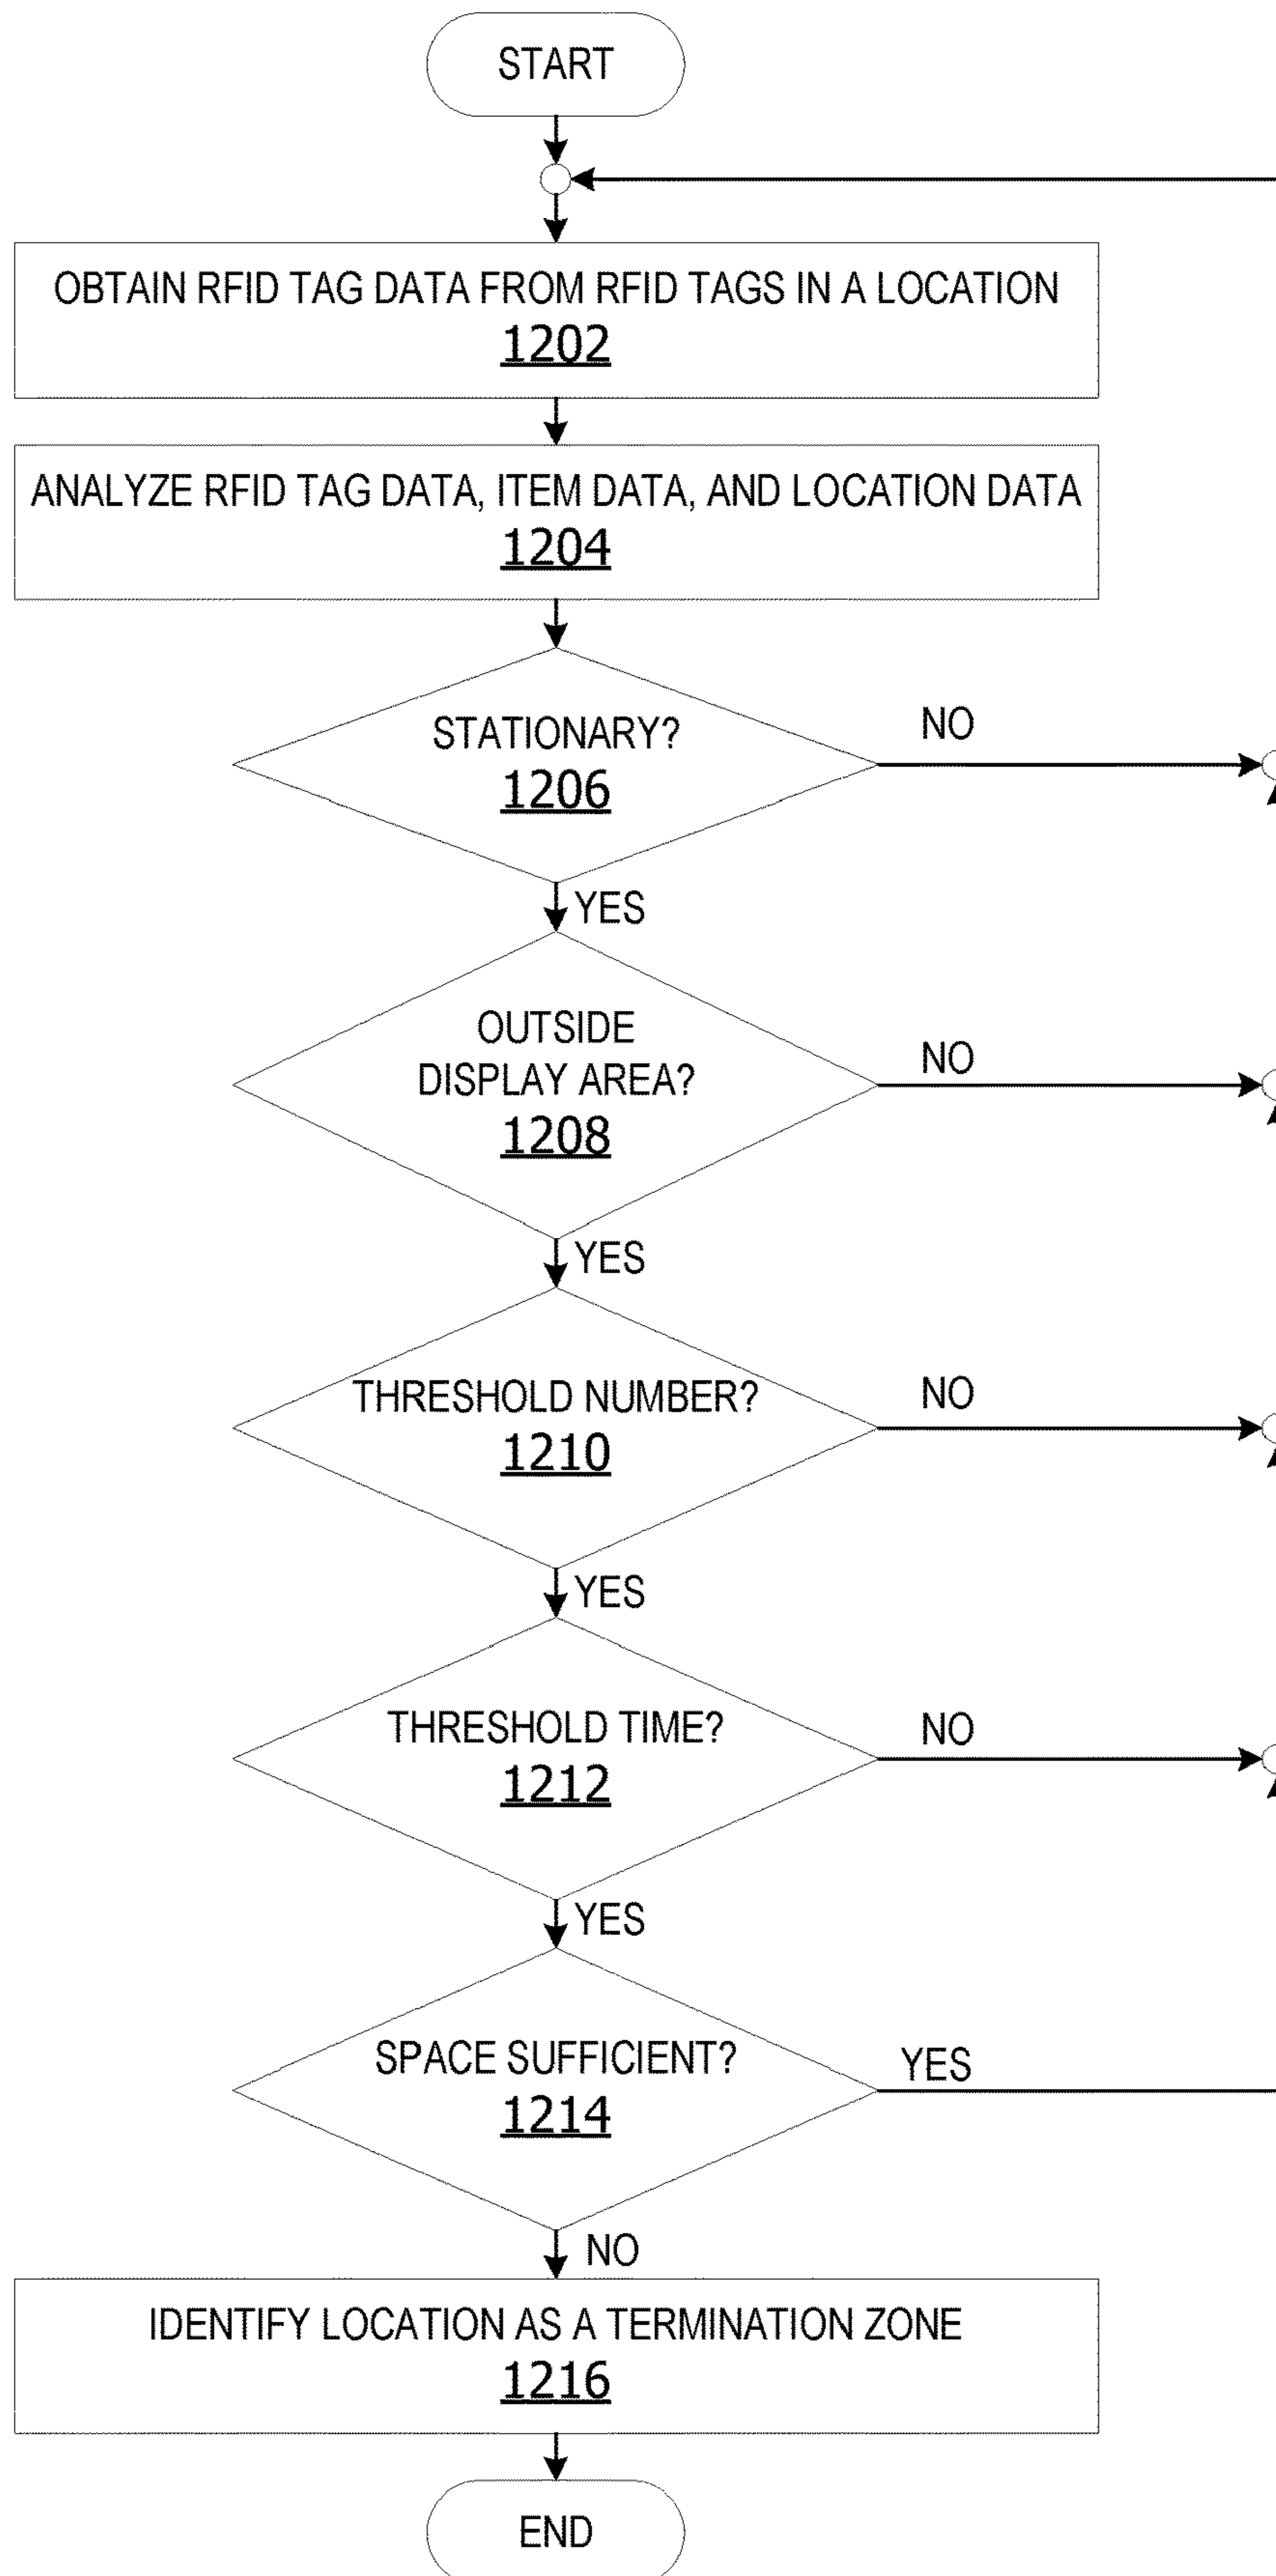 START
OBTAIN RFID TAG DATA FROM RFID TAGS IN A LOCATION
1202
ANALYZE RFID TAG DATA, ITEM DATA, AND LOCATION DATA
1204
STATIONARY?
1206
NO
YES
OUTSIDE
DISPLAY AREA?
1208
NO
YES
THRESHOLD NUMBER?
1210
NO
YES
THRESHOLD TIME?
1212
NO
YES
SPACE SUFFICIENT?
1214
YES
NO
IDENTIFY LOCATION AS A TERMINATION ZONE
1216
END